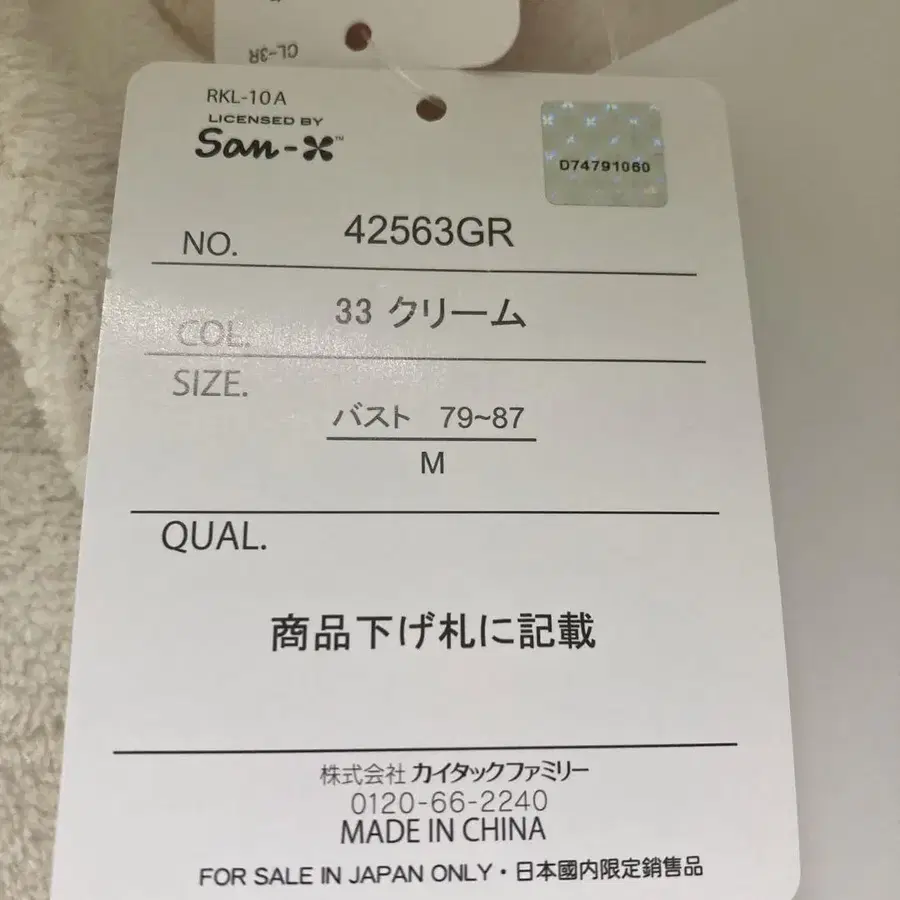 CL-3R
RKL-10A
LICENSED BY
San-X™
D74791060
NO. 42563GR
COL. 33 クリーム
SIZE.
バスト 79~87
M
QUAL.
商品下げ札に記載
株式会社 カイタックファミリー
0120-66-2240
MADE IN CHINA
FOR SALE IN JAPAN ONLY・日本國内限定銷售品